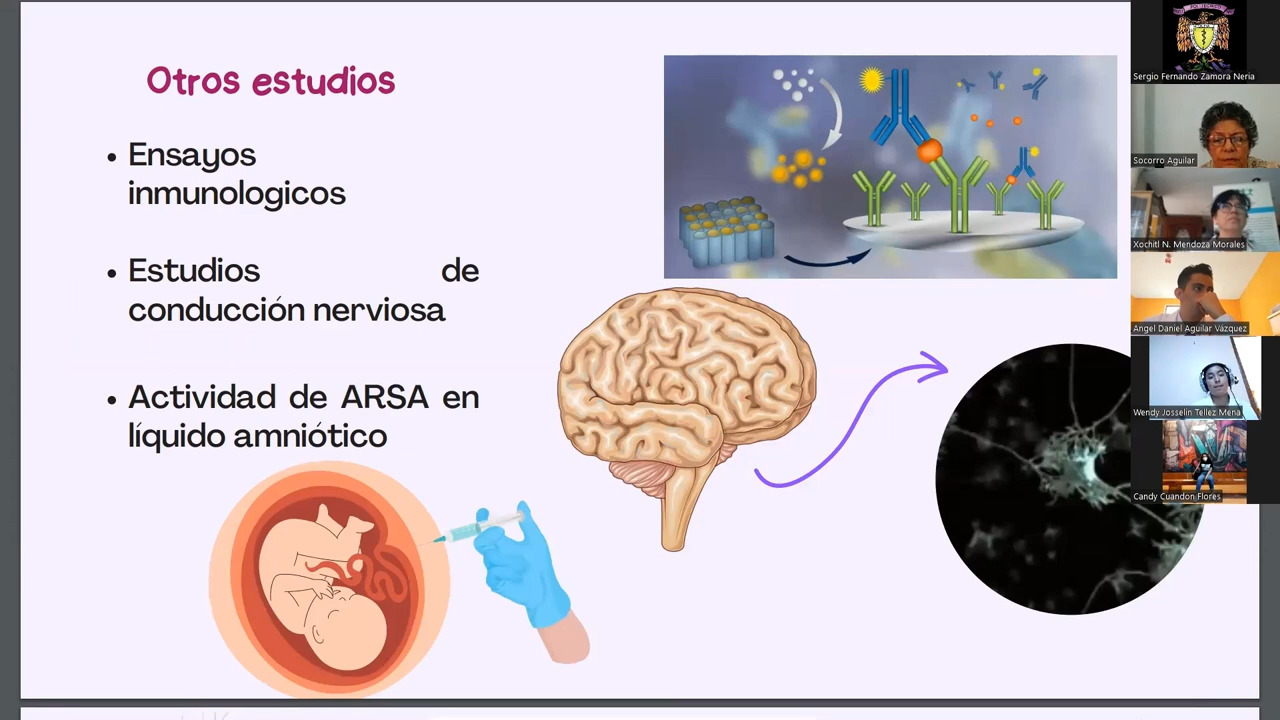 Otros estudios
Ensayos
inmunologicos
Estudios de
conducción nerviosa
Actividad de ARSA en
líquido amniótico
Sergio Fernando Zamora Neria
Socorro Aguilar
Xochitl N. Mendoza Morales
Angel Daniel Aguilar Vázquez
Wendy Josselin Tellez Mena
Candy Cuandon Flores